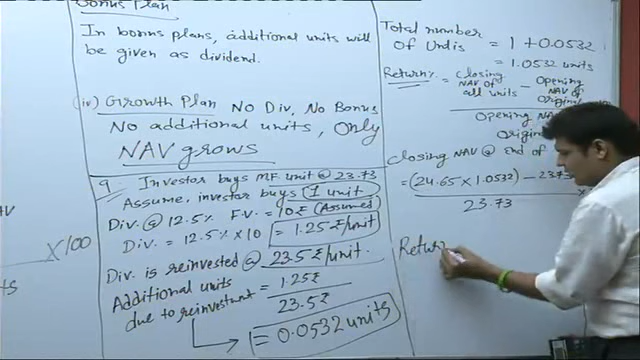 Bonus Plan
In bonus plans, additional units will
be given as dividend.
(iv) Growth Plan No Div, No Bonus
No additional units, Only
NAV grows
9 Investor buys MF unit @ 23.73
Assume, investor buys 1 unit
Div. @ 12.5% F.V. = 10₹ (Assumed)
Div. = 12.5% × 10 = 1.25₹/unit
Div. is reinvested @ 23.5₹/unit.
Additional units
due to reinvestment = 1.25₹
23.5₹
= 0.0532 units
X100
Total number
of Units = 1 + 0.0532
= 1.0532 units
Return% = Closing NAV of all units - Opening NAV of
Opening
Closing NAV @ end of
= (24.65 × 1.0532) - 23.73
23.73
Retur